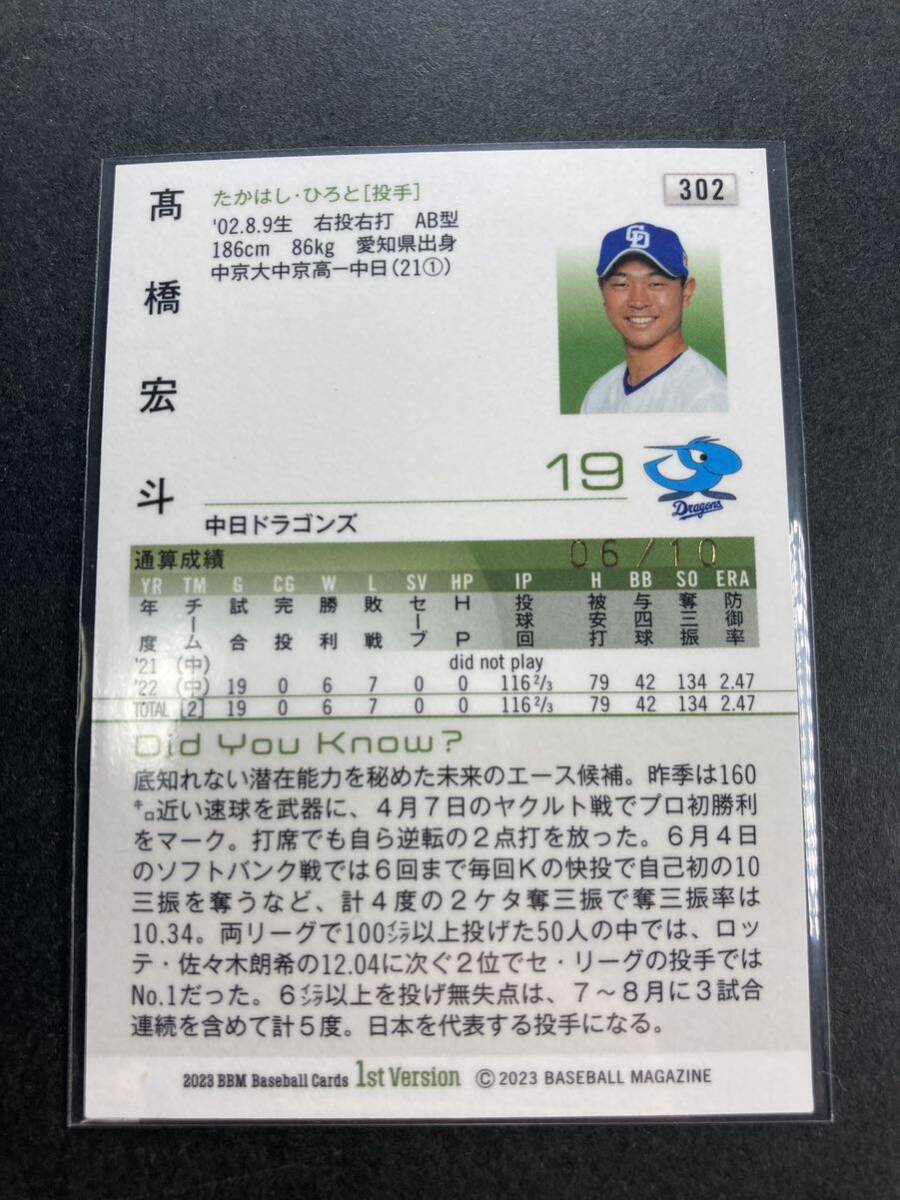 髙橋宏斗
たかはし・ひろと[投手]
'02.8.9生 右投右打 AB型
186cm 86kg 愛知県出身
中京大中京高ー中日(21①)
302
CD
19
Dragons
中日ドラゴンズ
通算成績
06/10
YR TM G CG W L SV HP IP H BB SO ERA
年度 チーム 試合 完投 勝利 敗戦 セーブ HP 投球回 被安打 与四球 奪三振 防御率
'21 (中) did not play
'22 (中) 19 0 6 7 0 0 116 2/3 79 42 134 2.47
TOTAL [2] 19 0 6 7 0 0 116 2/3 79 42 134 2.47
Did You Know?
底知れない潜在能力を秘めた未来のエース候補。昨季は160
㌔近い速球を武器に、4月7日のヤクルト戦でプロ初勝利
をマーク。打席でも自ら逆転の2点打を放った。6月4日
のソフトバンク戦では6回まで毎回Kの快投で自己初の10
三振を奪うなど、計4度の2ケタ奪三振で奪三振率は
10.34。両リーグで100イニング以上投げた50人の中では、ロッ
テ・佐々木朗希の12.04に次ぐ2位でセ・リーグの投手では
No.1だった。6イニング以上を投げ無失点は、7～8月に3試合
連続を含めて計5度。日本を代表する投手になる。
2023 BBM Baseball Cards 1st Version © 2023 BASEBALL MAGAZINE